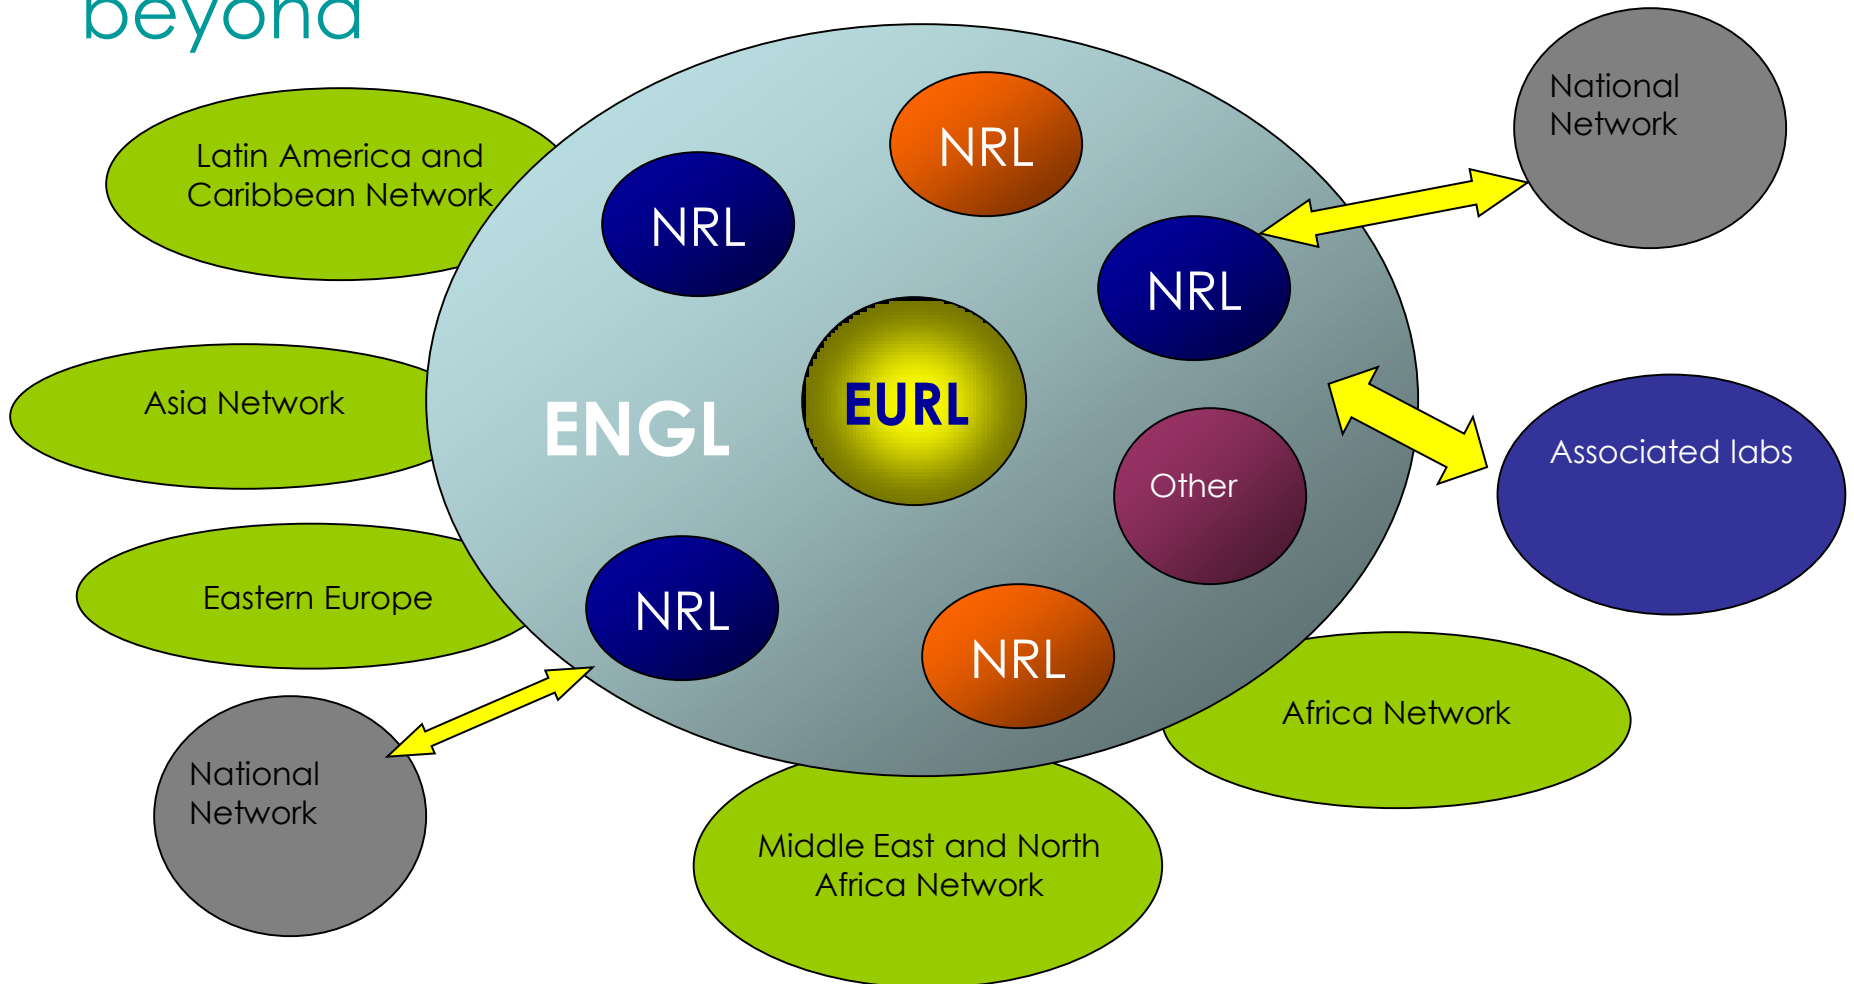 beyond
National
Network
Latin America and
Caribbean Network
NRL
NRL
NRL
Asia Network
ENGL
EURL
Other
Associated labs
Eastern Europe
NRL
NRL
Africa Network
National
Network
Middle East and North
Africa Network